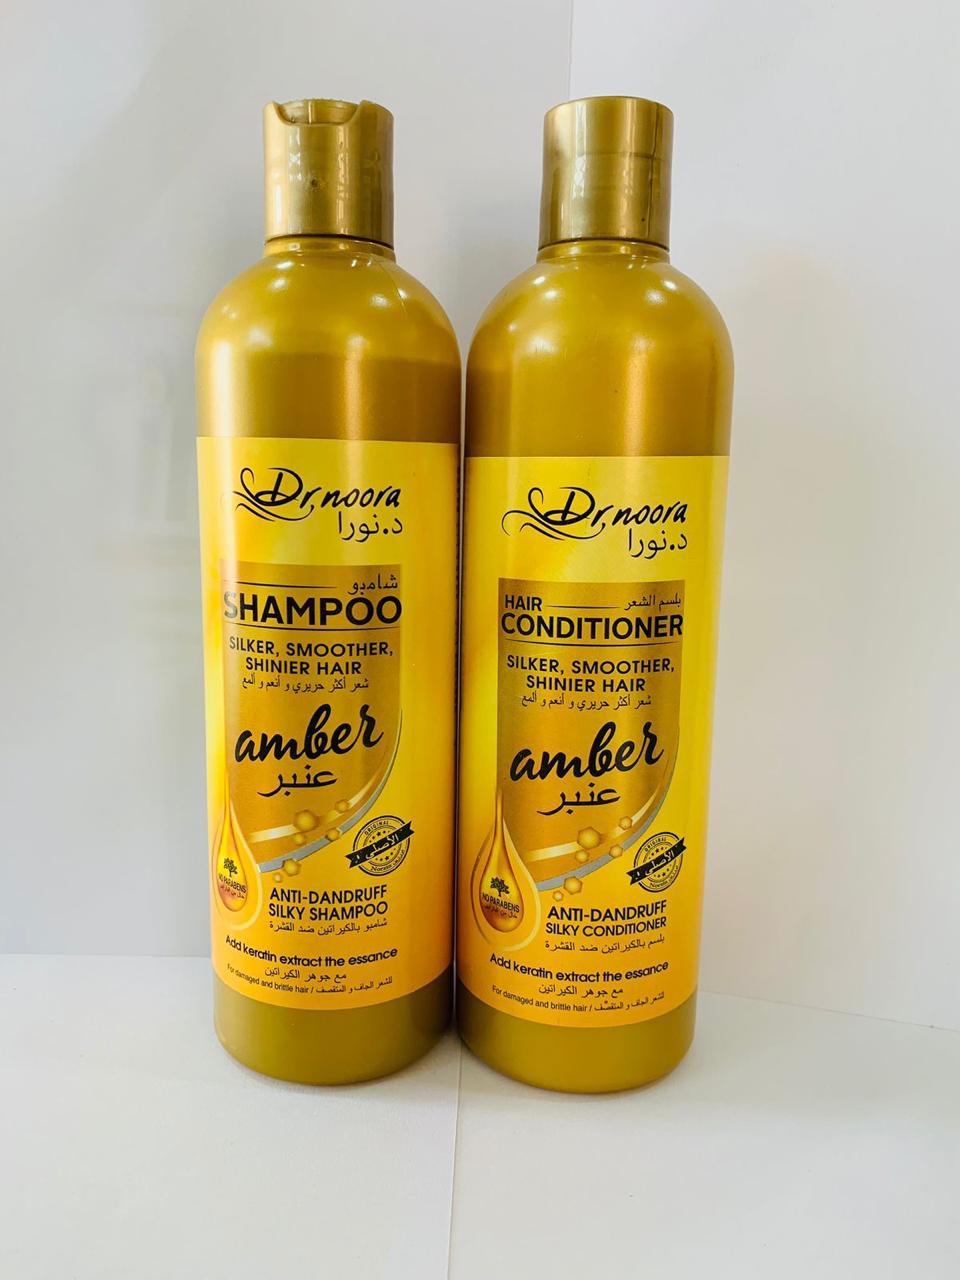 Dr,noora
د.نورا
شامبو
SHAMPOO
SILKER, SMOOTHER,
SHINIER HAIR
شعر أكثر حريري و أنعم و ألمع
amber
عنبر
ORIGINAL
الأصلي
NO PARABENS
ANTI-DANDRUFF
SILKY SHAMPOO
شامبو بالكيراتين ضد القشرة
Add keratin extract the essance
مع جوهر الكيراتين
For damaged and brittle hair / للشعر الجاف و المتقصف
Dr,noora
د.نورا
HAIR بلسم الشعر
CONDITIONER
SILKER, SMOOTHER,
SHINIER HAIR
شعر أكثر حريري و أنعم و ألمع
amber
عنبر
ORIGINAL
الأصلي
NO PARABENS
ANTI-DANDRUFF
SILKY CONDITIONER
بلسم بالكيراتين ضد القشرة
Add keratin extract the essance
مع جوهر الكيراتين
For damaged and brittle hair / للشعر الجاف و المتقصف